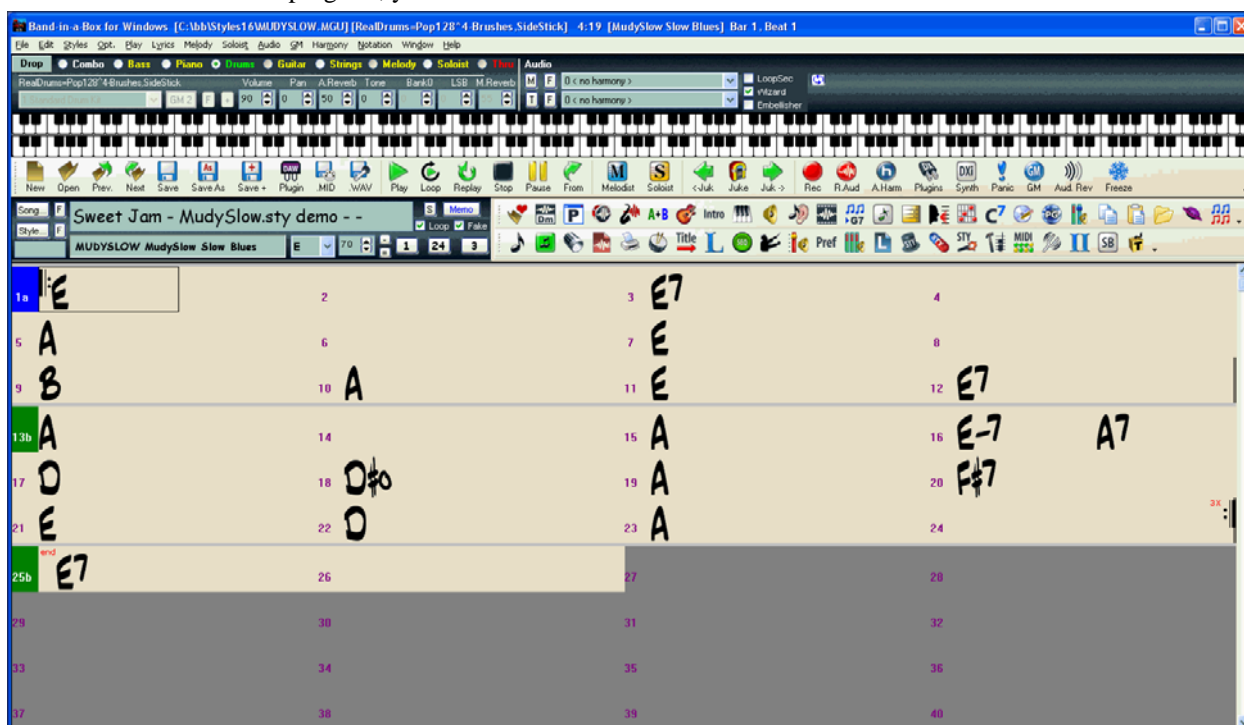 Band-in-a-Box for Windows [C:\bb\Styles16\MUDYSLOW.MGU] [RealDrums=Pop128^4-Brushes,SideStick] 4:19 [MudySlow Slow Blues] Bar 1, Beat 1
File Edit Styles Opt. Play Lyrics Melody Soloist Audio GM Harmony Notation Window Help
Drop Combo Bass Piano Drums Guitar Strings Melody Soloist Thru Audio
RealDrums=Pop128^4-Brushes,SideStick Volume Pan A.Reverb Tone Bank0 LSB M.Reverb M F 0 < no harmony > LoopSec
GM2 F + 90 0 50 0 T F 0 < no harmony > Wizard
Embellisher
New Open Prev. Next Save Save As Save + Plugin .MID .WAV Play Loop Replay Stop Pause From Melodist Soloist <-Juk Juke Juk-> Rec R.Aud A.Harm Plugins Synth Panic GM Aud.Rev Freeze
Song... F Sweet Jam - MudySlow.sty demo - - S Memo Loop Fake
Style... F MUDYSLOW MudySlow Slow Blues E 70 1 24 3
Dm P A+B Intro G7 C7
Title L Pref STY MIDI SB
1a E 2 3 E7 4
5 A 6 7 E 8
9 B 10 A 11 E 12 E7
13b A 14 15 A 16 E-7 A7
17 D 18 D#o 19 A 20 F#7
3X
21 E 22 D 23 A 24
end
25b E7 26 27 28
29 30 31 32
33 34 35 36
37 38 39 40